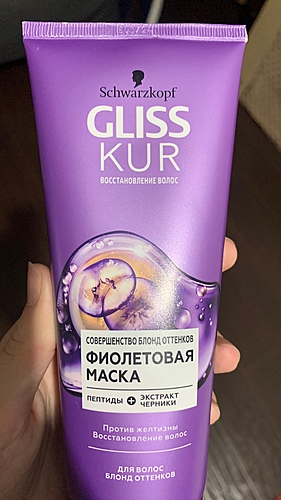 Schwarzkopf
GLISS
KUR
ВОССТАНОВЛЕНИЕ ВОЛОС
СОВЕРШЕНСТВО БЛОНД ОТТЕНКОВ
ФИОЛЕТОВАЯ
МАСКА
ПЕПТИДЫ + ЭКСТРАКТ
ЧЕРНИКИ
Против желтизны
Восстановление волос
ДЛЯ ВОЛОС
БЛОНД ОТТЕНКОВ